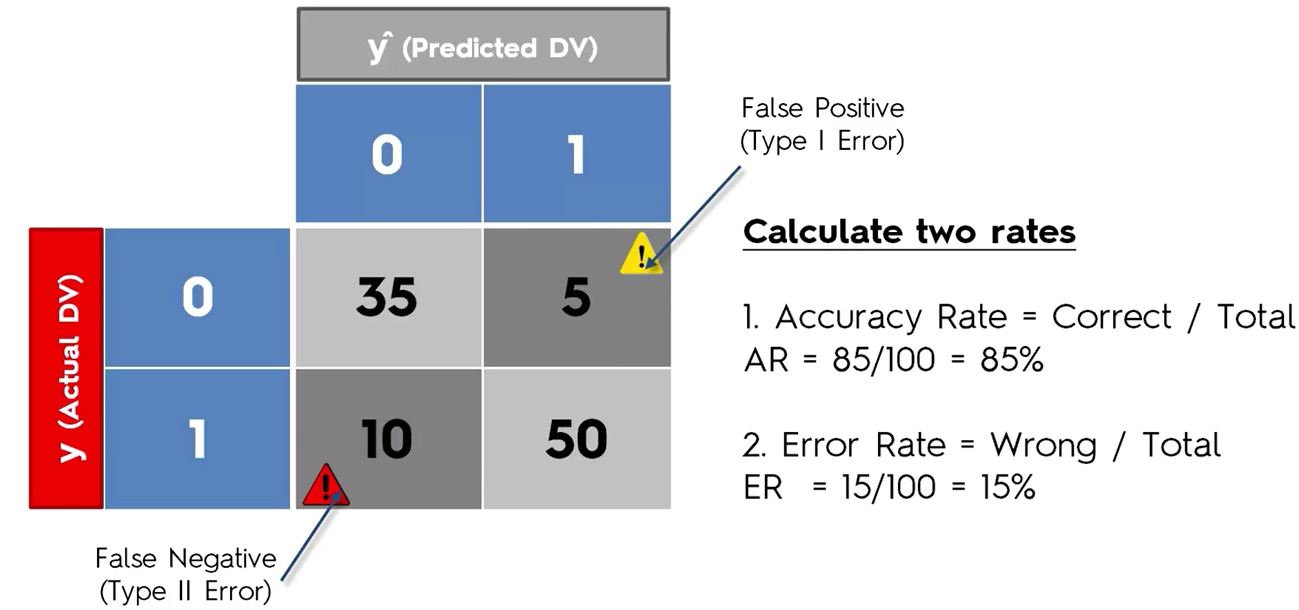 ŷ (Predicted DV)
0 1
False Positive
(Type I Error)
Calculate two rates
y (Actual DV)
0 35 5 !
1. Accuracy Rate = Correct / Total
AR = 85/100 = 85%
1 10 50
!
2. Error Rate = Wrong / Total
ER = 15/100 = 15%
False Negative
(Type II Error)